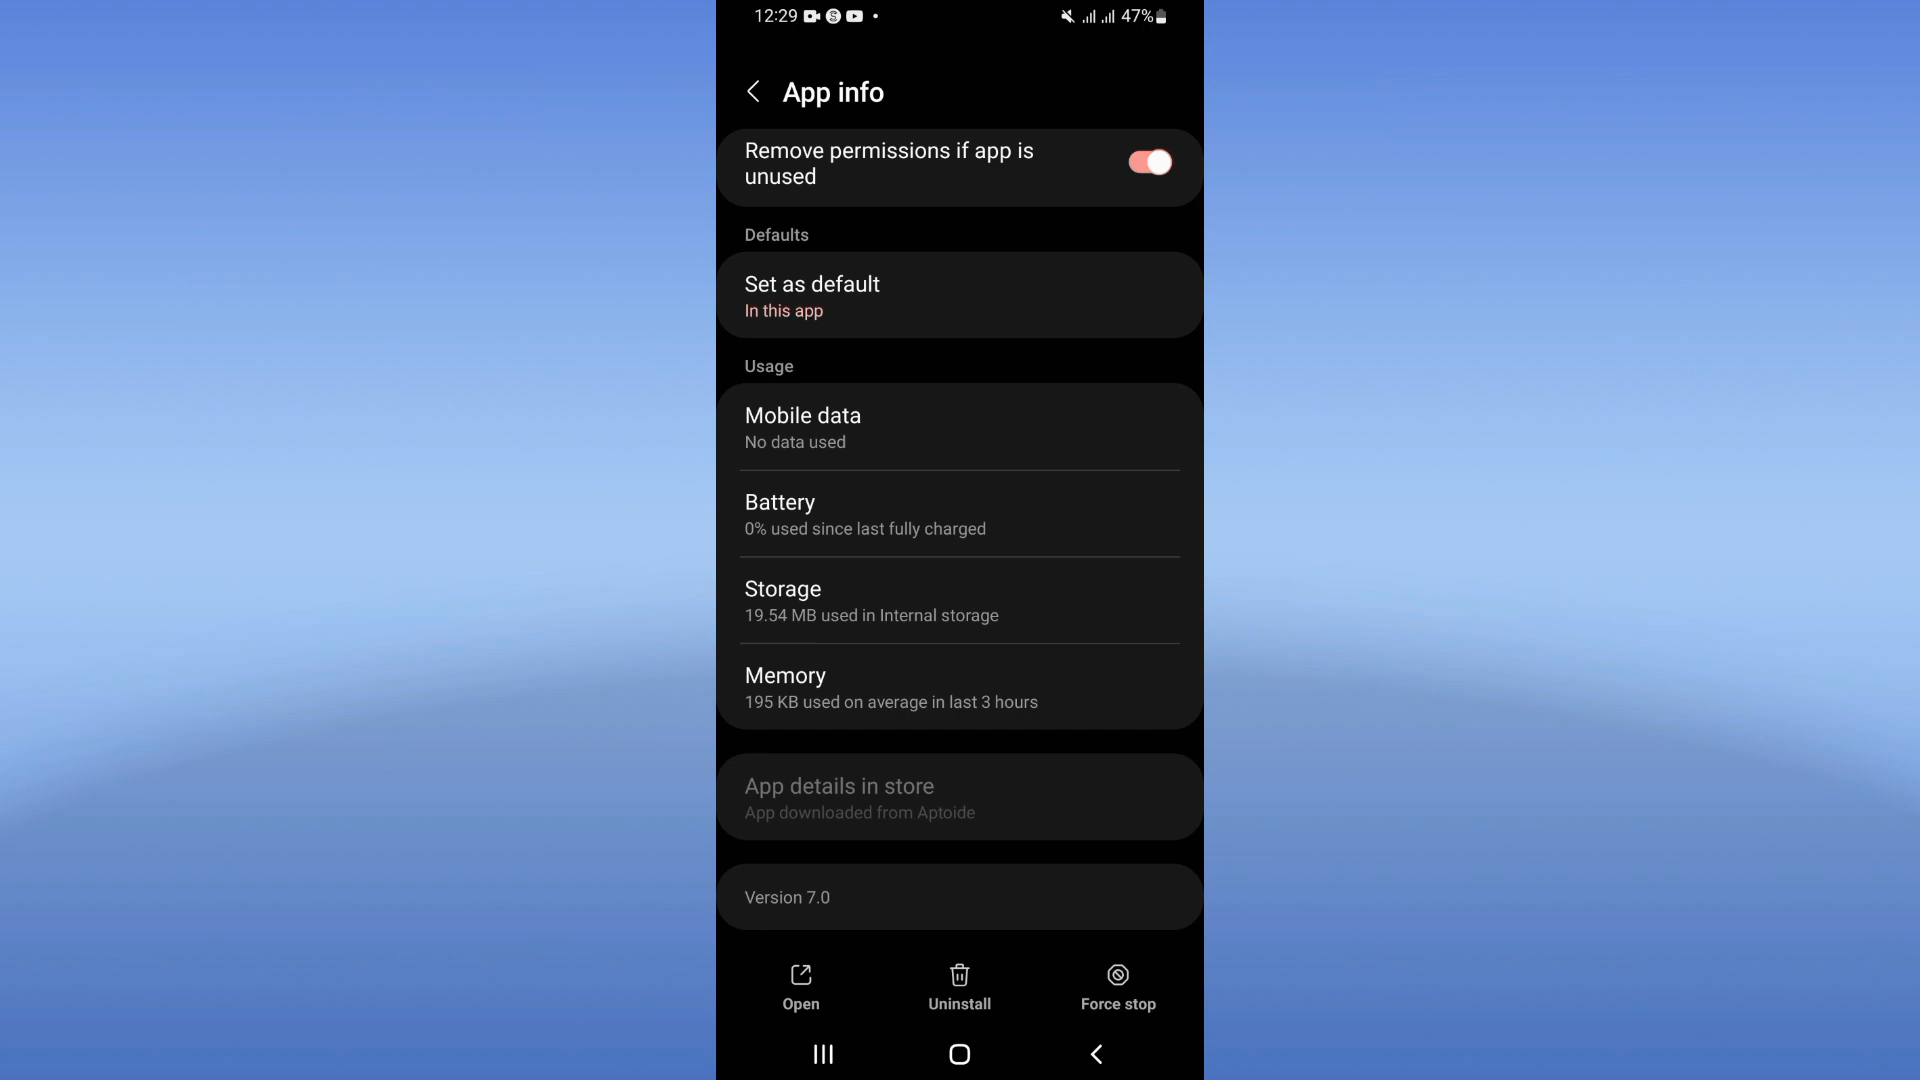 12:29 47%
App info
Remove permissions if app is
unused
Defaults
Set as default
In this app
Usage
Mobile data
No data used
Battery
0% used since last fully charged
Storage
19.54 MB used in Internal storage
Memory
195 KB used on average in last 3 hours
App details in store
App downloaded from Aptoide
Version 7.0
Open Uninstall Force stop